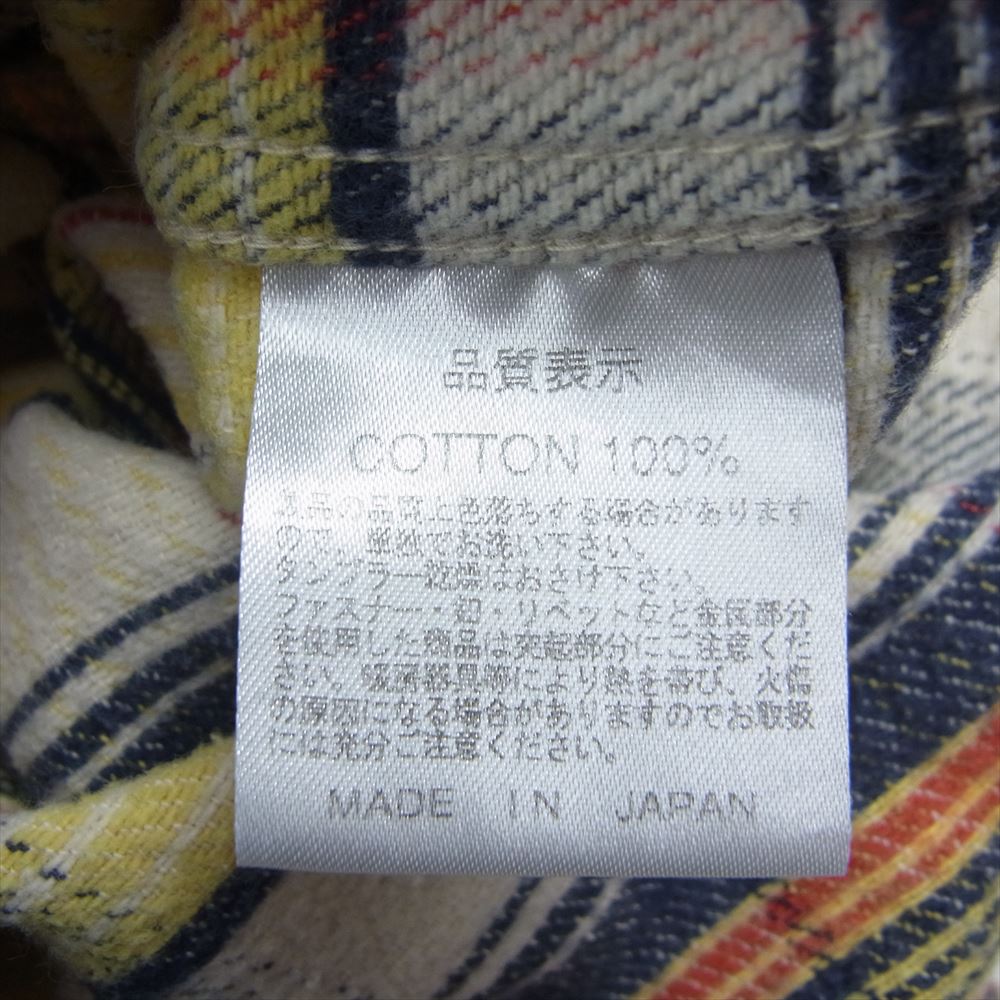 品質表示
COTTON 100%
製品の品質上色落ちする場合があります
ので、単独でお洗い下さい。
タンブラー乾燥はおさけ下さい。
ファスナー・釦・リベットなど金属部分
を使用した物品は突起部分にご注意くだ
さい。暖房器具等により熱を帯び、火傷
の原因になる場合がありますのでお取扱
には充分ご注意ください。
MADE IN JAPAN